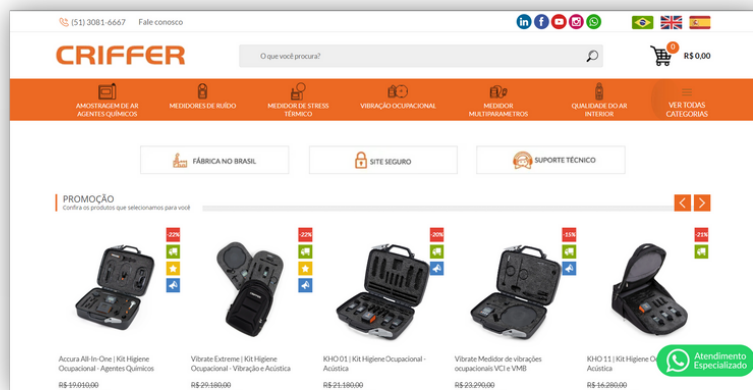 (51) 3081-6667 Fale conosco
CRIFFER
O que você procura?
0
R$ 0,00
AMOSTRAGEM DE AR
AGENTES QUÍMICOS
MEDIDORES DE RUÍDO
MEDIDOR DE STRESS
TÉRMICO
VIBRAÇÃO OCUPACIONAL
MEDIDOR
MULTIPARAMETROS
QUALIDADE DO AR
INTERIOR
VER TODAS
CATEGORIAS
FÁBRICA NO BRASIL
SITE SEGURO
SUPORTE TÉCNICO
PROMOÇÃO
Confira os produtos que selecionamos para você
-22%
-22%
-20%
-15%
-21%
Accura All-In-One | Kit Higiene
Ocupacional - Agentes Químicos
R$ 19.010,00
Vibrate Extreme | Kit Higiene
Ocupacional - Vibração e Acústica
R$ 29.180,00
KHO 01 | Kit Higiene Ocupacional -
Acústica
R$ 21.180,00
Vibrate Medidor de vibrações
ocupacionais VCI e VMB
R$ 23.290,00
KHO 11 | Kit Higiene
Acústica
R$ 16.280,00
Atendimento
Especializado